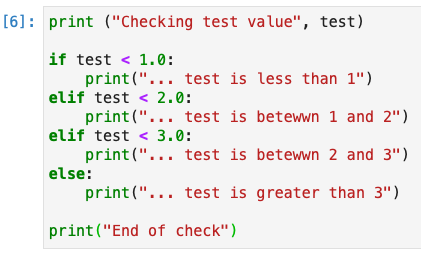 [6]: print ("Checking test value", test)
if test < 1.0:
    print("... test is less than 1")
elif test < 2.0:
    print("... test is betewwn 1 and 2")
elif test < 3.0:
    print("... test is betewwn 2 and 3")
else:
    print("... test is greater than 3")
print("End of check")